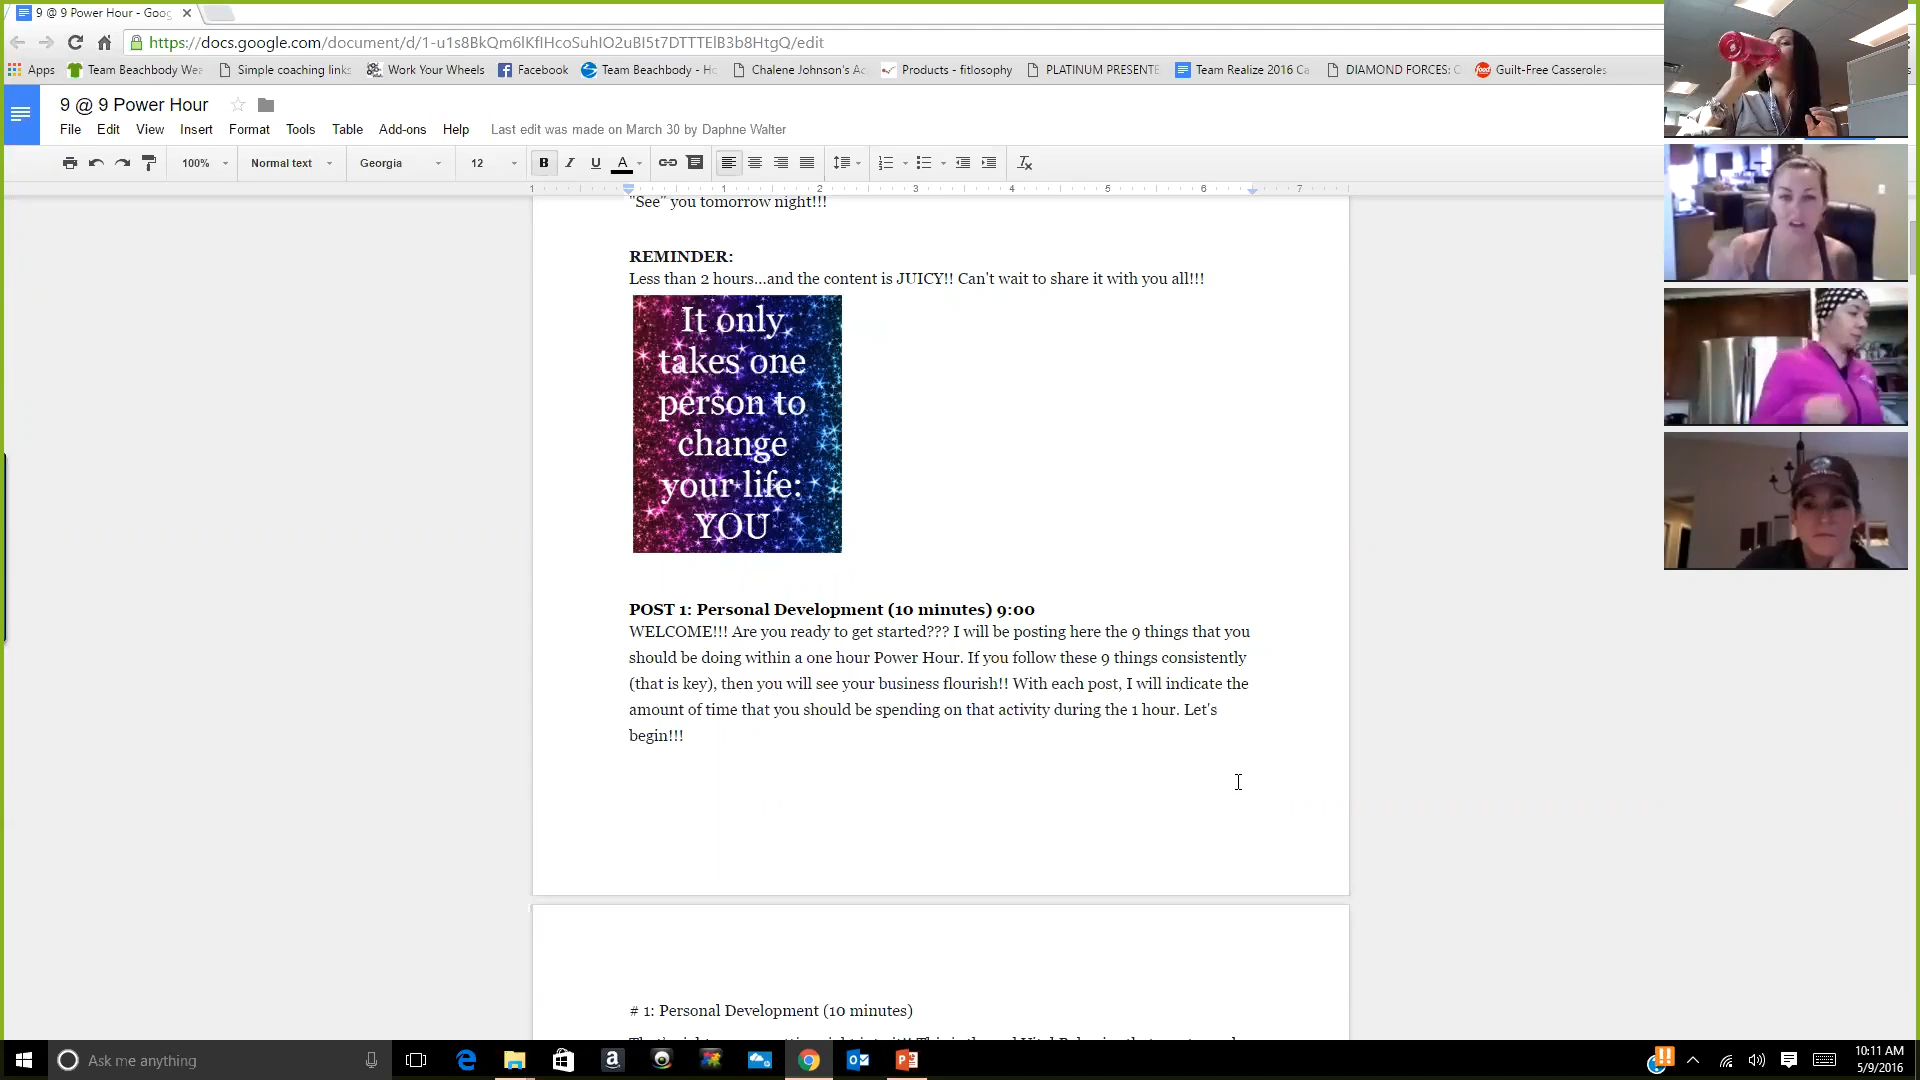 9 @ 9 Power Hour - Goog
https://docs.google.com/document/d/1-u1s8BkQm6lKfIHcoSuhIO2uBI5t7DTTTElB3b8HtgQ/edit
Apps Team Beachbody We Simple coaching links Work Your Wheels Facebook Team Beachbody - Ho Chalene Johnson's Ac Products - fitlosophy PLATINUM PRESENTE Team Realize 2016 Ca DIAMOND FORCES: Guilt-Free Casseroles
9 @ 9 Power Hour
File Edit View Insert Format Tools Table Add-ons Help Last edit was made on March 30 by Daphne Walter
100% Normal text Georgia 12 B I U A
1 1 2 3 4 5 6 7
"See" you tomorrow night!!!
REMINDER:
Less than 2 hours...and the content is JUICY!! Can't wait to share it with you all!!!
It only
takes one
person to
change
your life:
YOU
POST 1: Personal Development (10 minutes) 9:00
WELCOME!!! Are you ready to get started??? I will be posting here the 9 things that you
should be doing within a one hour Power Hour. If you follow these 9 things consistently
(that is key), then you will see your business flourish!! With each post, I will indicate the
amount of time that you should be spending on that activity during the 1 hour. Let's
begin!!!
# 1: Personal Development (10 minutes)
Ask me anything
10:11 AM
5/9/2016